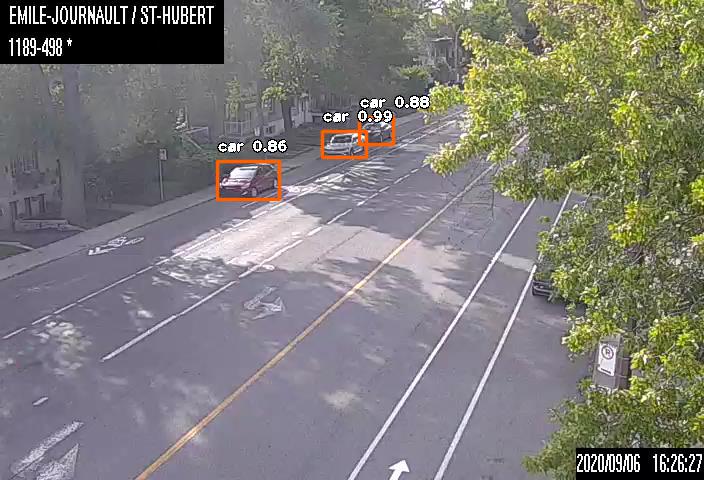 EMILE-JOURNAULT / ST-HUBERT
1189-498 *
car 0.88
car 0.99
car 0.86
2020/09/06 16:26:27